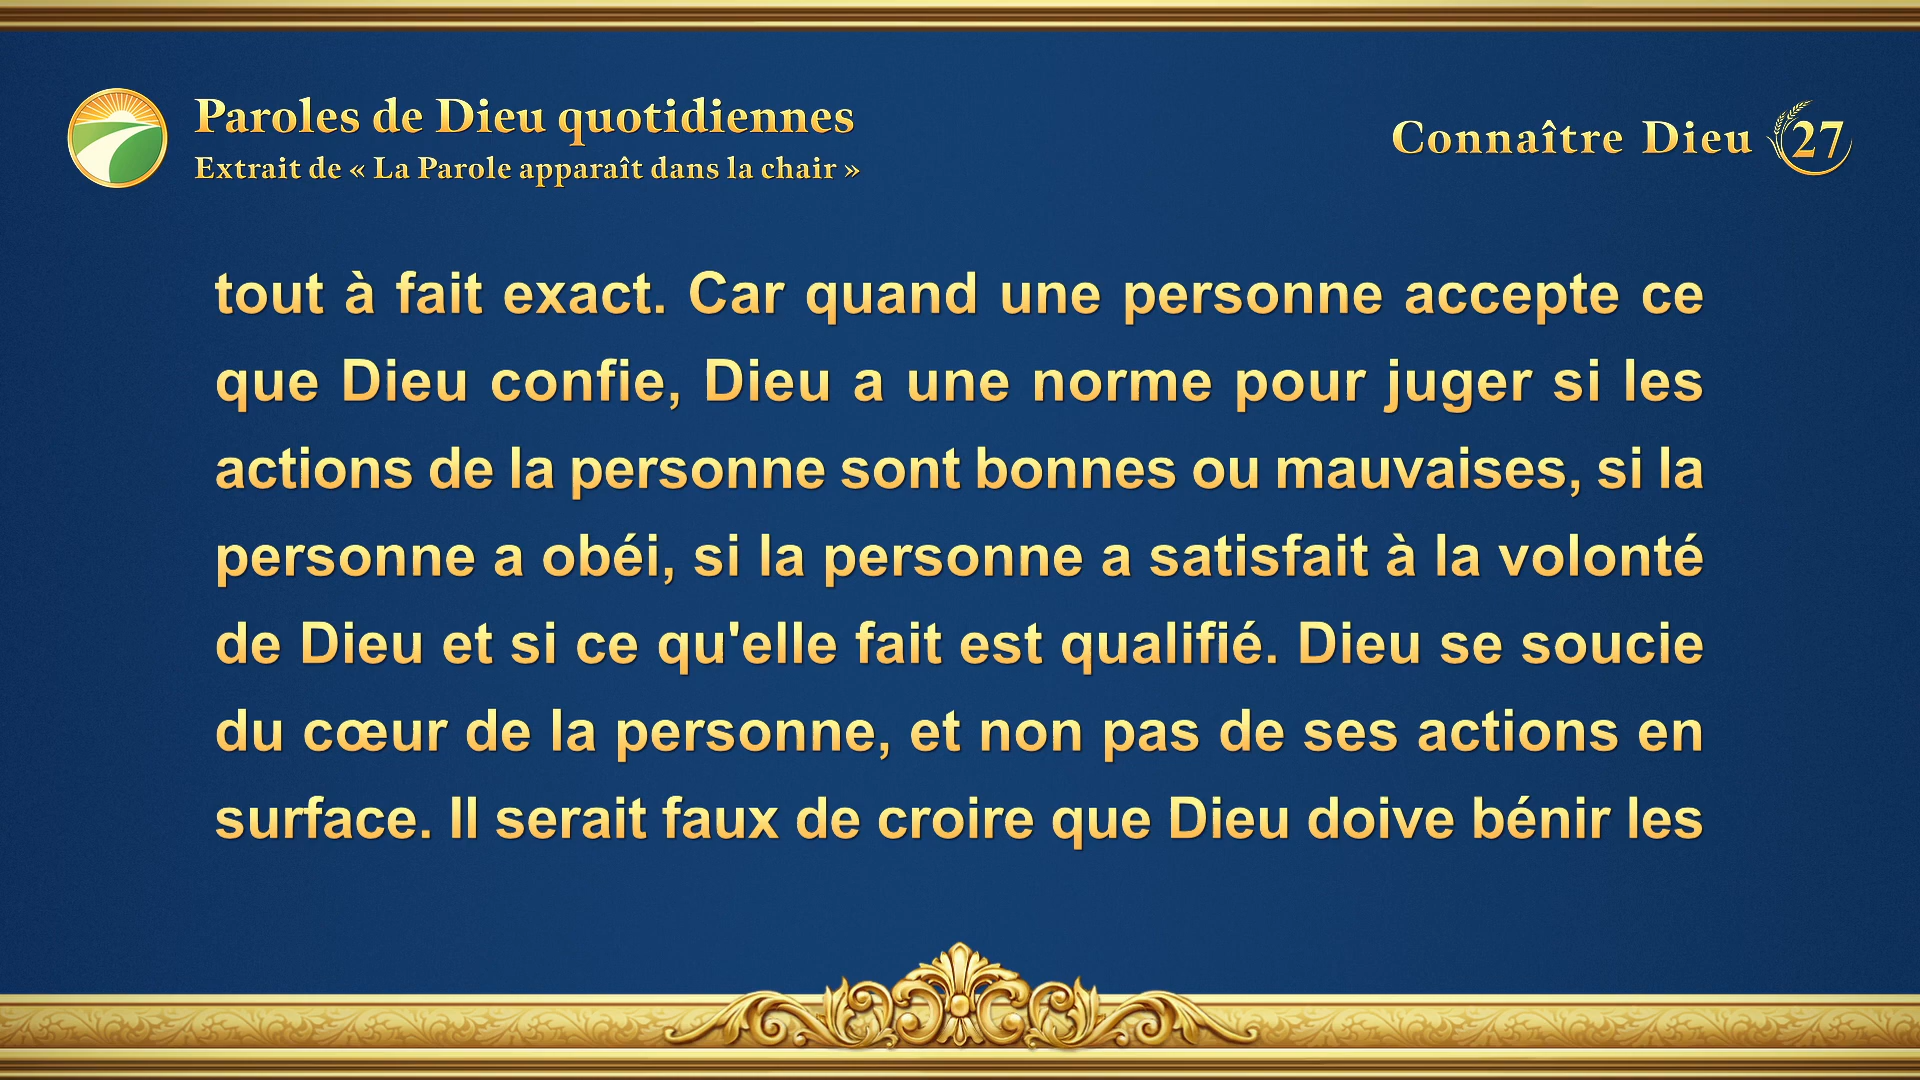 Paroles de Dieu quotidiennes
Extrait de « La Parole apparaît dans la chair »
Connaître Dieu 27
tout à fait exact. Car quand une personne accepte ce
que Dieu confie, Dieu a une norme pour juger si les
actions de la personne sont bonnes ou mauvaises, si la
personne a obéi, si la personne a satisfait à la volonté
de Dieu et si ce qu'elle fait est qualifié. Dieu se soucie
du cœur de la personne, et non pas de ses actions en
surface. Il serait faux de croire que Dieu doive bénir les